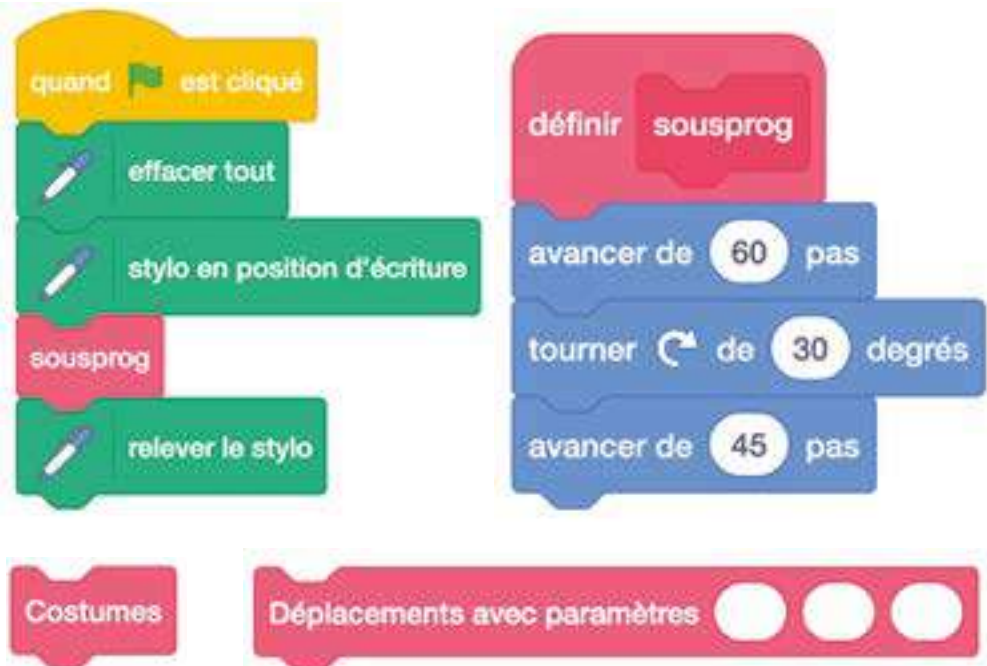 quand est cliqué
effacer tout
stylo en position d'écriture
sousprog
relever le stylo
définir sousprog
avancer de 60 pas
tourner de 30 degrés
avancer de 45 pas
Costumes
Déplacements avec paramètres